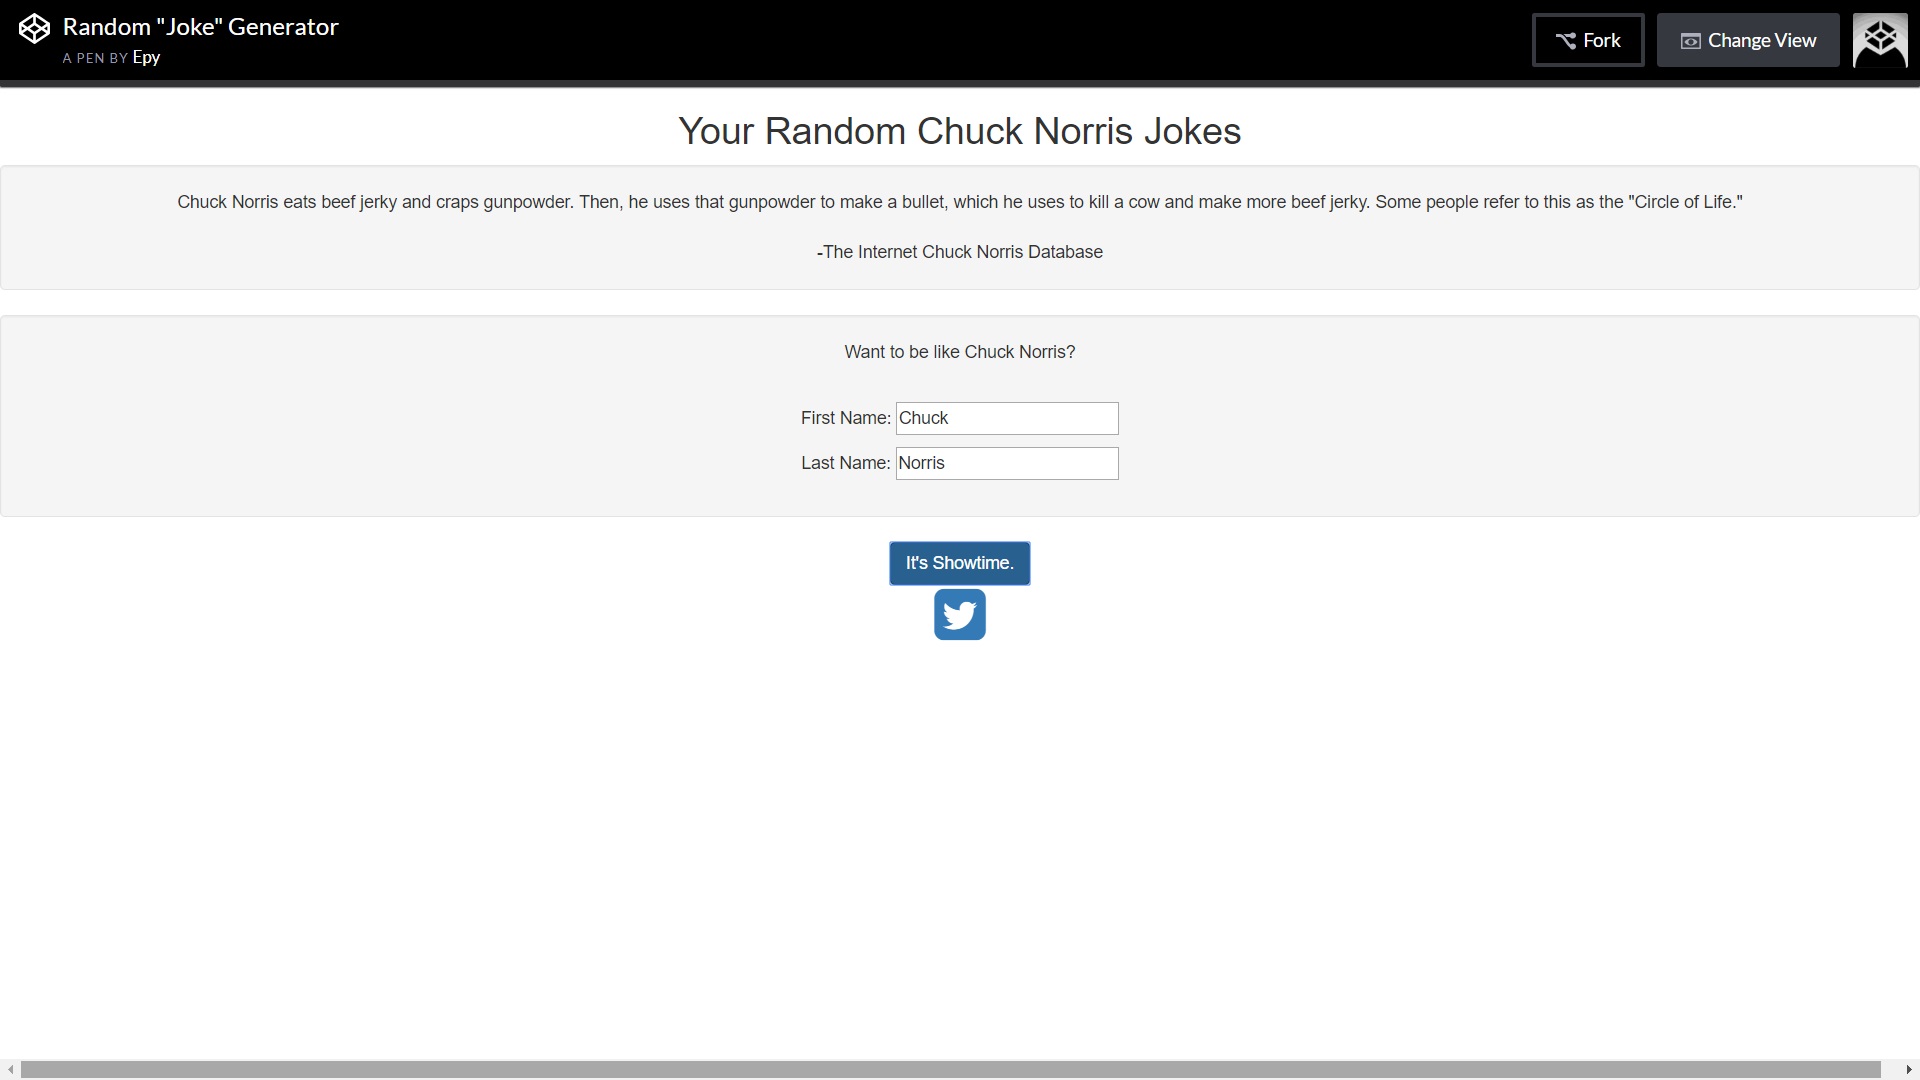 Random "Joke" Generator
A PEN BY Epy
Fork
Change View
Your Random Chuck Norris Jokes
Chuck Norris eats beef jerky and craps gunpowder. Then, he uses that gunpowder to make a bullet, which he uses to kill a cow and make more beef jerky. Some people refer to this as the "Circle of Life."
-The Internet Chuck Norris Database
Want to be like Chuck Norris?
First Name: Chuck
Last Name: Norris
It's Showtime.